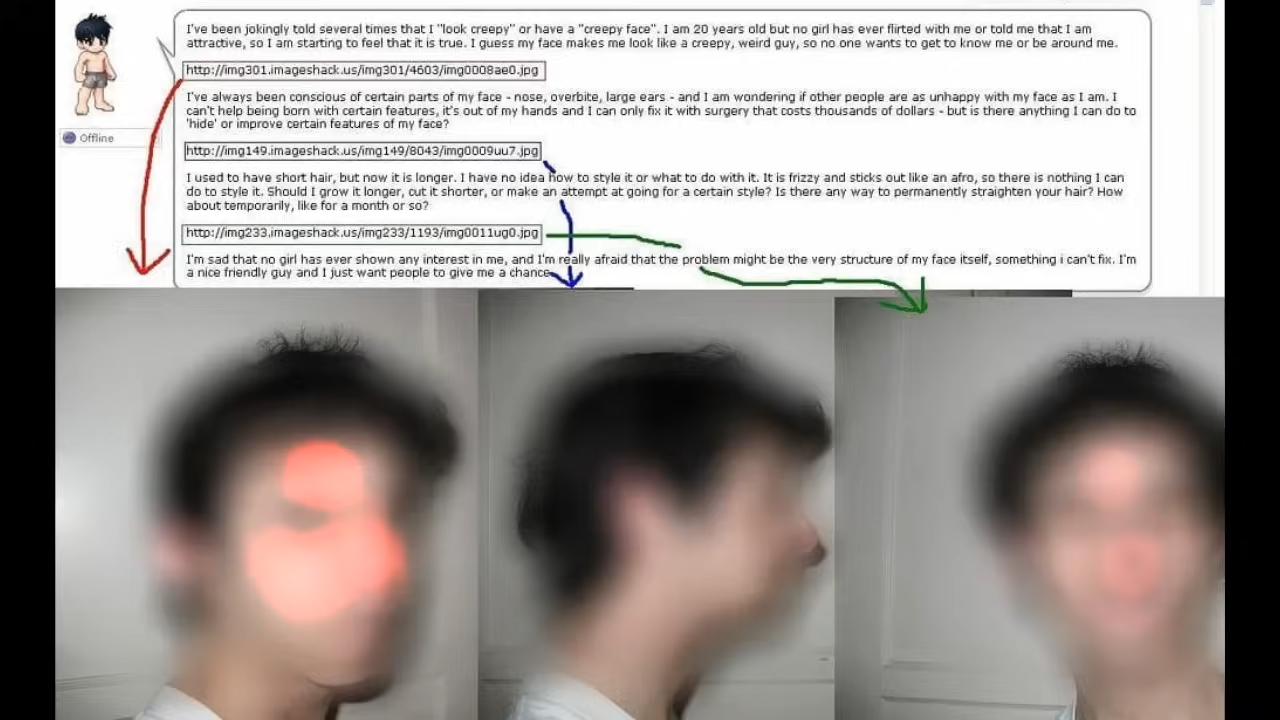 I've been jokingly told several times that I "look creepy" or have a "creepy face". I am 20 years old but no girl has ever flirted with me or told me that I am
attractive, so I am starting to feel that it is true. I guess my face makes me look like a creepy, weird guy, so no one wants to get to know me or be around me.
http://img301.imageshack.us/img301/4603/img0008ae0.jpg
Offline
I've always been conscious of certain parts of my face - nose, overbite, large ears - and I am wondering if other people are as unhappy with my face as I am. I
can't help being born with certain features, it's out of my hands and I can only fix it with surgery that costs thousands of dollars - but is there anything I can do to
'hide' or improve certain features of my face?
http://img149.imageshack.us/img149/8043/img0009uu7.jpg
I used to have short hair, but now it is longer. I have no idea how to style it or what to do with it. It is frizzy and sticks out like an afro, so there is nothing I can
do to style it. Should I grow it longer, cut it shorter, or make an attempt at going for a certain style? Is there any way to permanently straighten your hair? How
about temporarily, like for a month or so?
http://img233.imageshack.us/img233/1193/img0011ug0.jpg
I'm sad that no girl has ever shown any interest in me, and I'm really afraid that the problem might be the very structure of my face itself, something i can't fix. I'm
a nice friendly guy and I just want people to give me a chance.